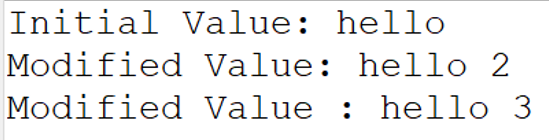 Initial Value: hello
Modified Value: hello 2
Modified Value : hello 3